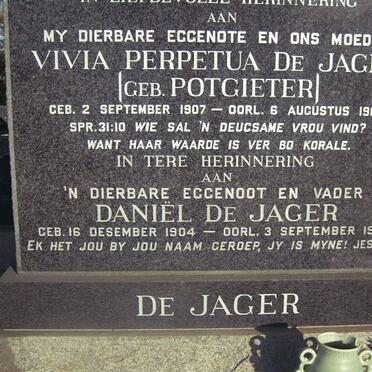 IN LIEFDEVOLLE HERINNERING
AAN
MY DIERBARE EGGENOTE EN ONS MOED
VIVIA PERPETUA DE JAG
[GEB. POTGIETER]
GEB. 2 SEPTEMBER 1907 — OORL. 6 AUGUSTUS 19
SPR. 31:10 WIE SAL 'N DEUGSAME VROU VIND?
WANT HAAR WAARDE IS VER BO KORALE.
IN TERE HERINNERING
AAN
'N DIERBARE EGGENOOT EN VADER
DANIËL DE JAGER
GEB. 16 DESEMBER 1904 — OORL. 3 SEPTEMBER 19
EK HET JOU BY JOU NAAM GEROEP, JY IS MYNE! JES
DE JAGER